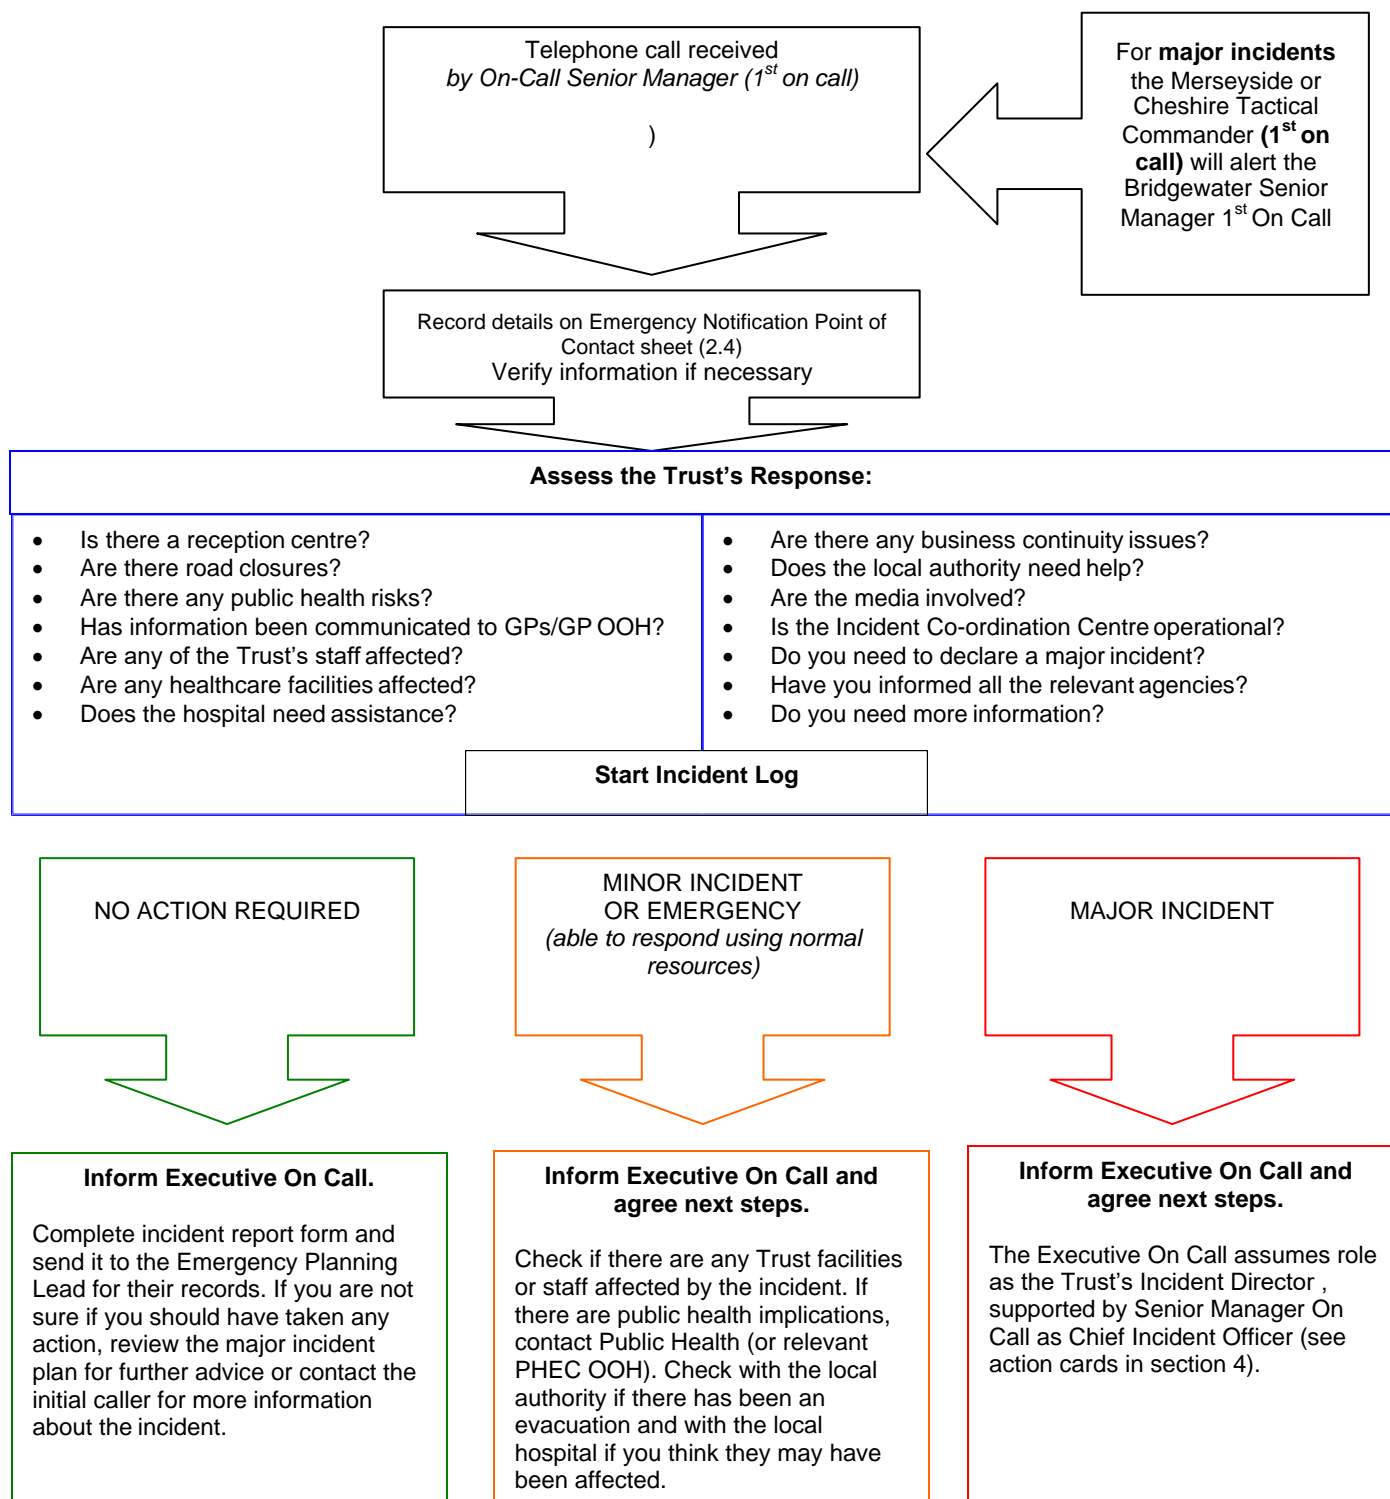 Telephone call received
by On-Call Senior Manager (1st on call)
)
For major incidents
the Merseyside or
Cheshire Tactical
Commander (1st on
call) will alert the
Bridgewater Senior
Manager 1st On Call
Record details on Emergency Notification Point of
Contact sheet (2.4)
Verify information if necessary
Assess the Trust's Response:
• Is there a reception centre?
• Are there road closures?
• Are there any public health risks?
• Has information been communicated to GPs/GP OOH?
• Are any of the Trust's staff affected?
• Are any healthcare facilities affected?
• Does the hospital need assistance?
• Are there any business continuity issues?
• Does the local authority need help?
• Are the media involved?
• Is the Incident Co-ordination Centre operational?
• Do you need to declare a major incident?
• Have you informed all the relevant agencies?
• Do you need more information?
Start Incident Log
NO ACTION REQUIRED
MINOR INCIDENT
OR EMERGENCY
(able to respond using normal
resources)
MAJOR INCIDENT
Inform Executive On Call.
Complete incident report form and
send it to the Emergency Planning
Lead for their records. If you are not
sure if you should have taken any
action, review the major incident
plan for further advice or contact the
initial caller for more information
about the incident.
Inform Executive On Call and
agree next steps.
Check if there are any Trust facilities
or staff affected by the incident. If
there are public health implications,
contact Public Health (or relevant
PHEC OOH). Check with the local
authority if there has been an
evacuation and with the local
hospital if you think they may have
been affected.
Inform Executive On Call and
agree next steps.
The Executive On Call assumes role
as the Trust's Incident Director ,
supported by Senior Manager On
Call as Chief Incident Officer (see
action cards in section 4).